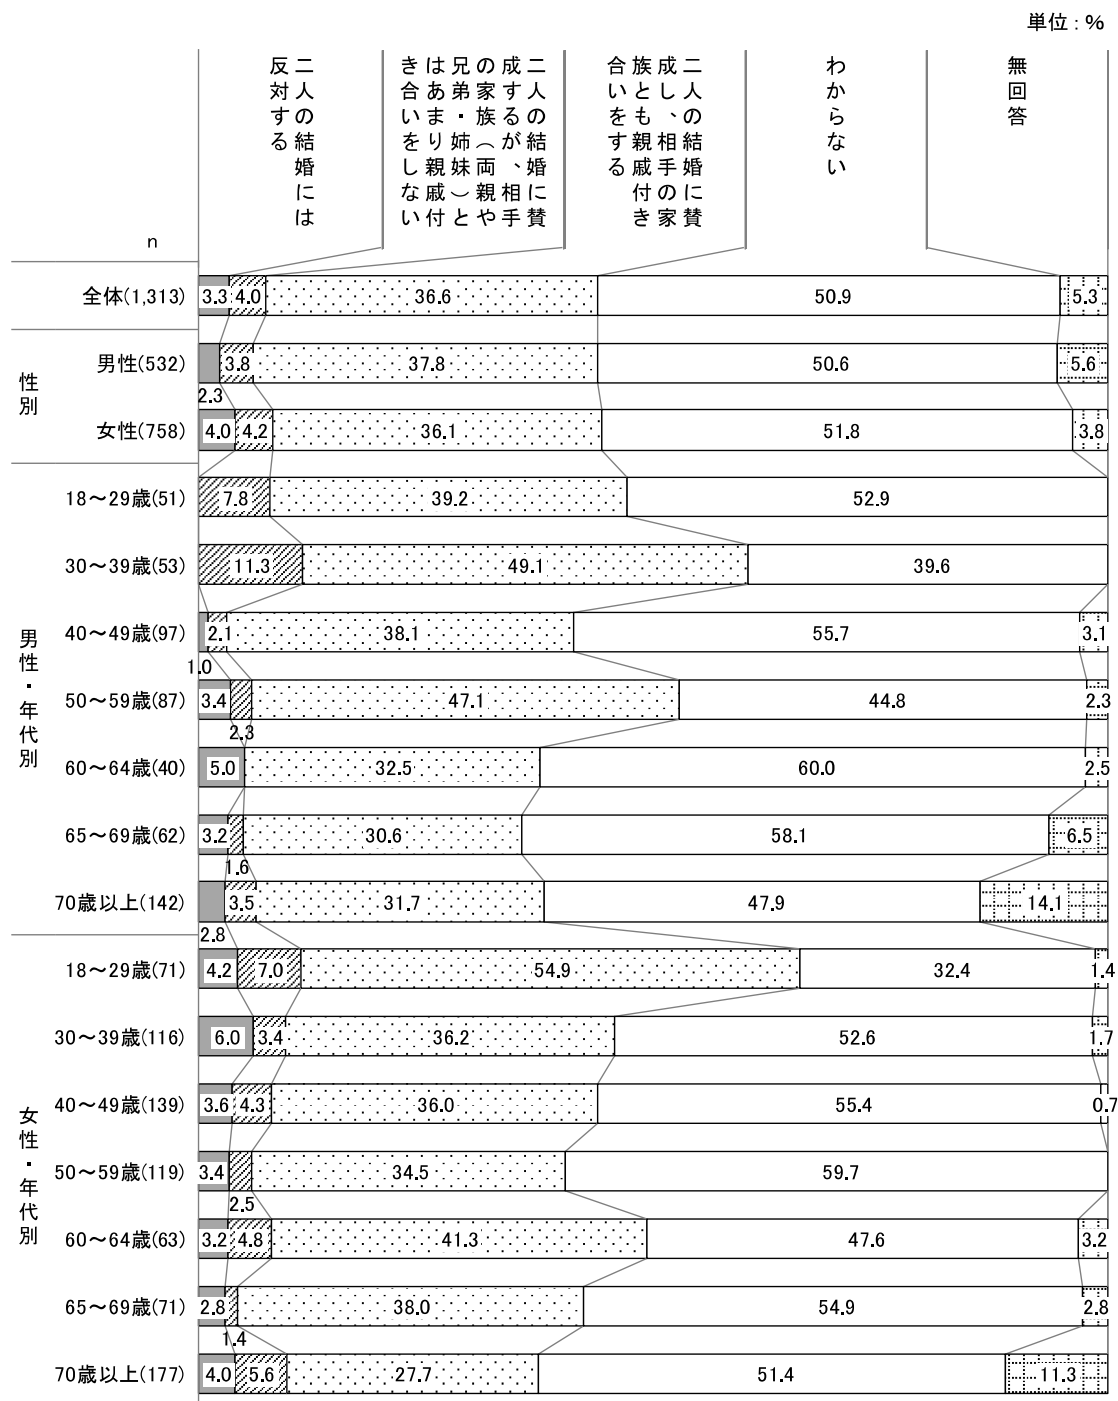 単位：%
二人の結婚には
反対する
二人の結婚に賛
成するが、相手
の家族（両親や
兄弟・姉妹）と
はあまり親戚付
き合いをしない
二人の結婚に賛
成し、相手の家
族とも親戚付き
合いをする
わからない
無回答
n
全体(1,313) 3.3 4.0 36.6 50.9 5.3
性別
男性(532) 2.3 3.8 37.8 50.6 5.6
女性(758) 4.0 4.2 36.1 51.8 3.8
男性・年代別
18～29歳(51) 7.8 39.2 52.9
30～39歳(53) 11.3 49.1 39.6
40～49歳(97) 1.0 2.1 38.1 55.7 3.1
50～59歳(87) 3.4 2.3 47.1 44.8 2.3
60～64歳(40) 5.0 32.5 60.0 2.5
65～69歳(62) 3.2 1.6 30.6 58.1 6.5
70歳以上(142) 2.8 3.5 31.7 47.9 14.1
女性・年代別
18～29歳(71) 4.2 7.0 54.9 32.4 1.4
30～39歳(116) 6.0 3.4 36.2 52.6 1.7
40～49歳(139) 3.6 4.3 36.0 55.4 0.7
50～59歳(119) 3.4 2.5 34.5 59.7
60～64歳(63) 3.2 4.8 41.3 47.6 3.2
65～69歳(71) 2.8 1.4 38.0 54.9 2.8
70歳以上(177) 4.0 5.6 27.7 51.4 11.3